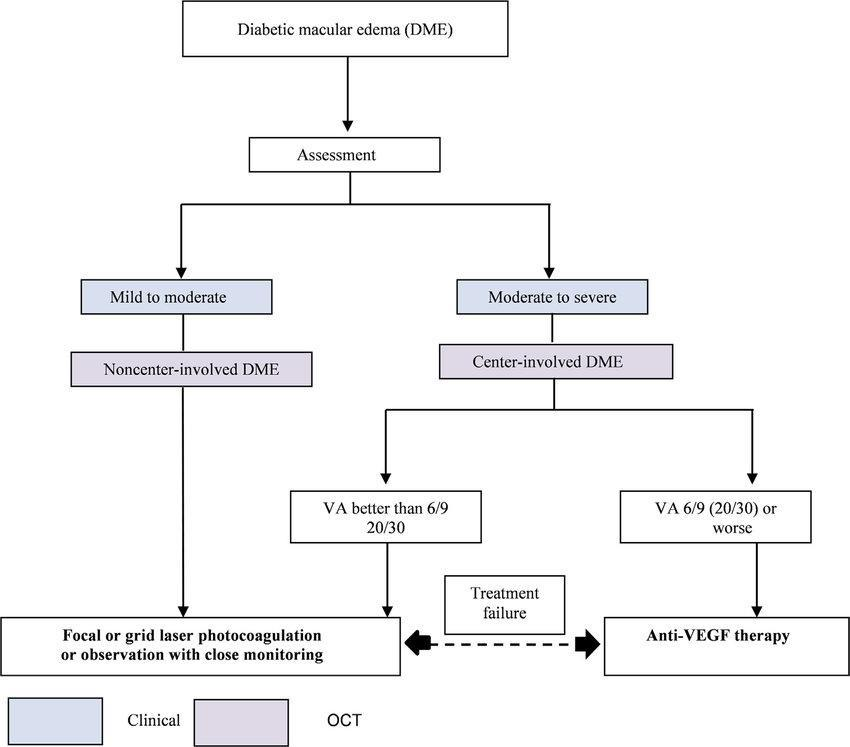 Diabetic macular edema (DME)
Assessment
Mild to moderate
Moderate to severe
Noncenter-involved DME
Center-involved DME
VA better than 6/9
20/30
VA 6/9 (20/30) or
worse
Treatment
failure
Focal or grid laser photocoagulation
or observation with close monitoring
Anti-VEGF therapy
Clinical
OCT